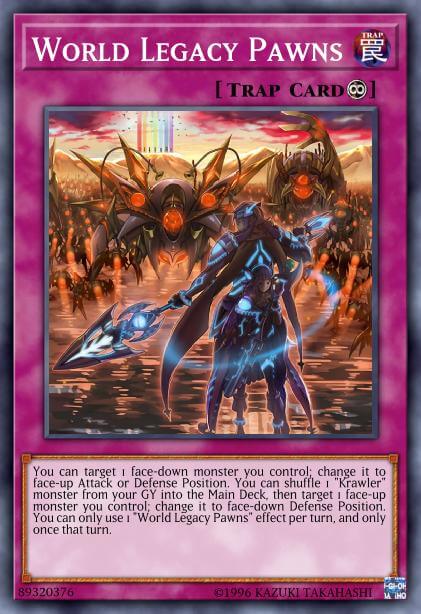 World Legacy Pawns
TRAP
罠
[ Trap Card ]
You can target 1 face-down monster you control; change it to
face-up Attack or Defense Position. You can shuffle 1 "Krawler"
monster from your GY into the Main Deck, then target 1 face-up
monster you control; change it to face-down Defense Position.
You can only use 1 "World Legacy Pawns" effect per turn, and only
once that turn.
89320376
©1996 KAZUKI TAKAHASHI